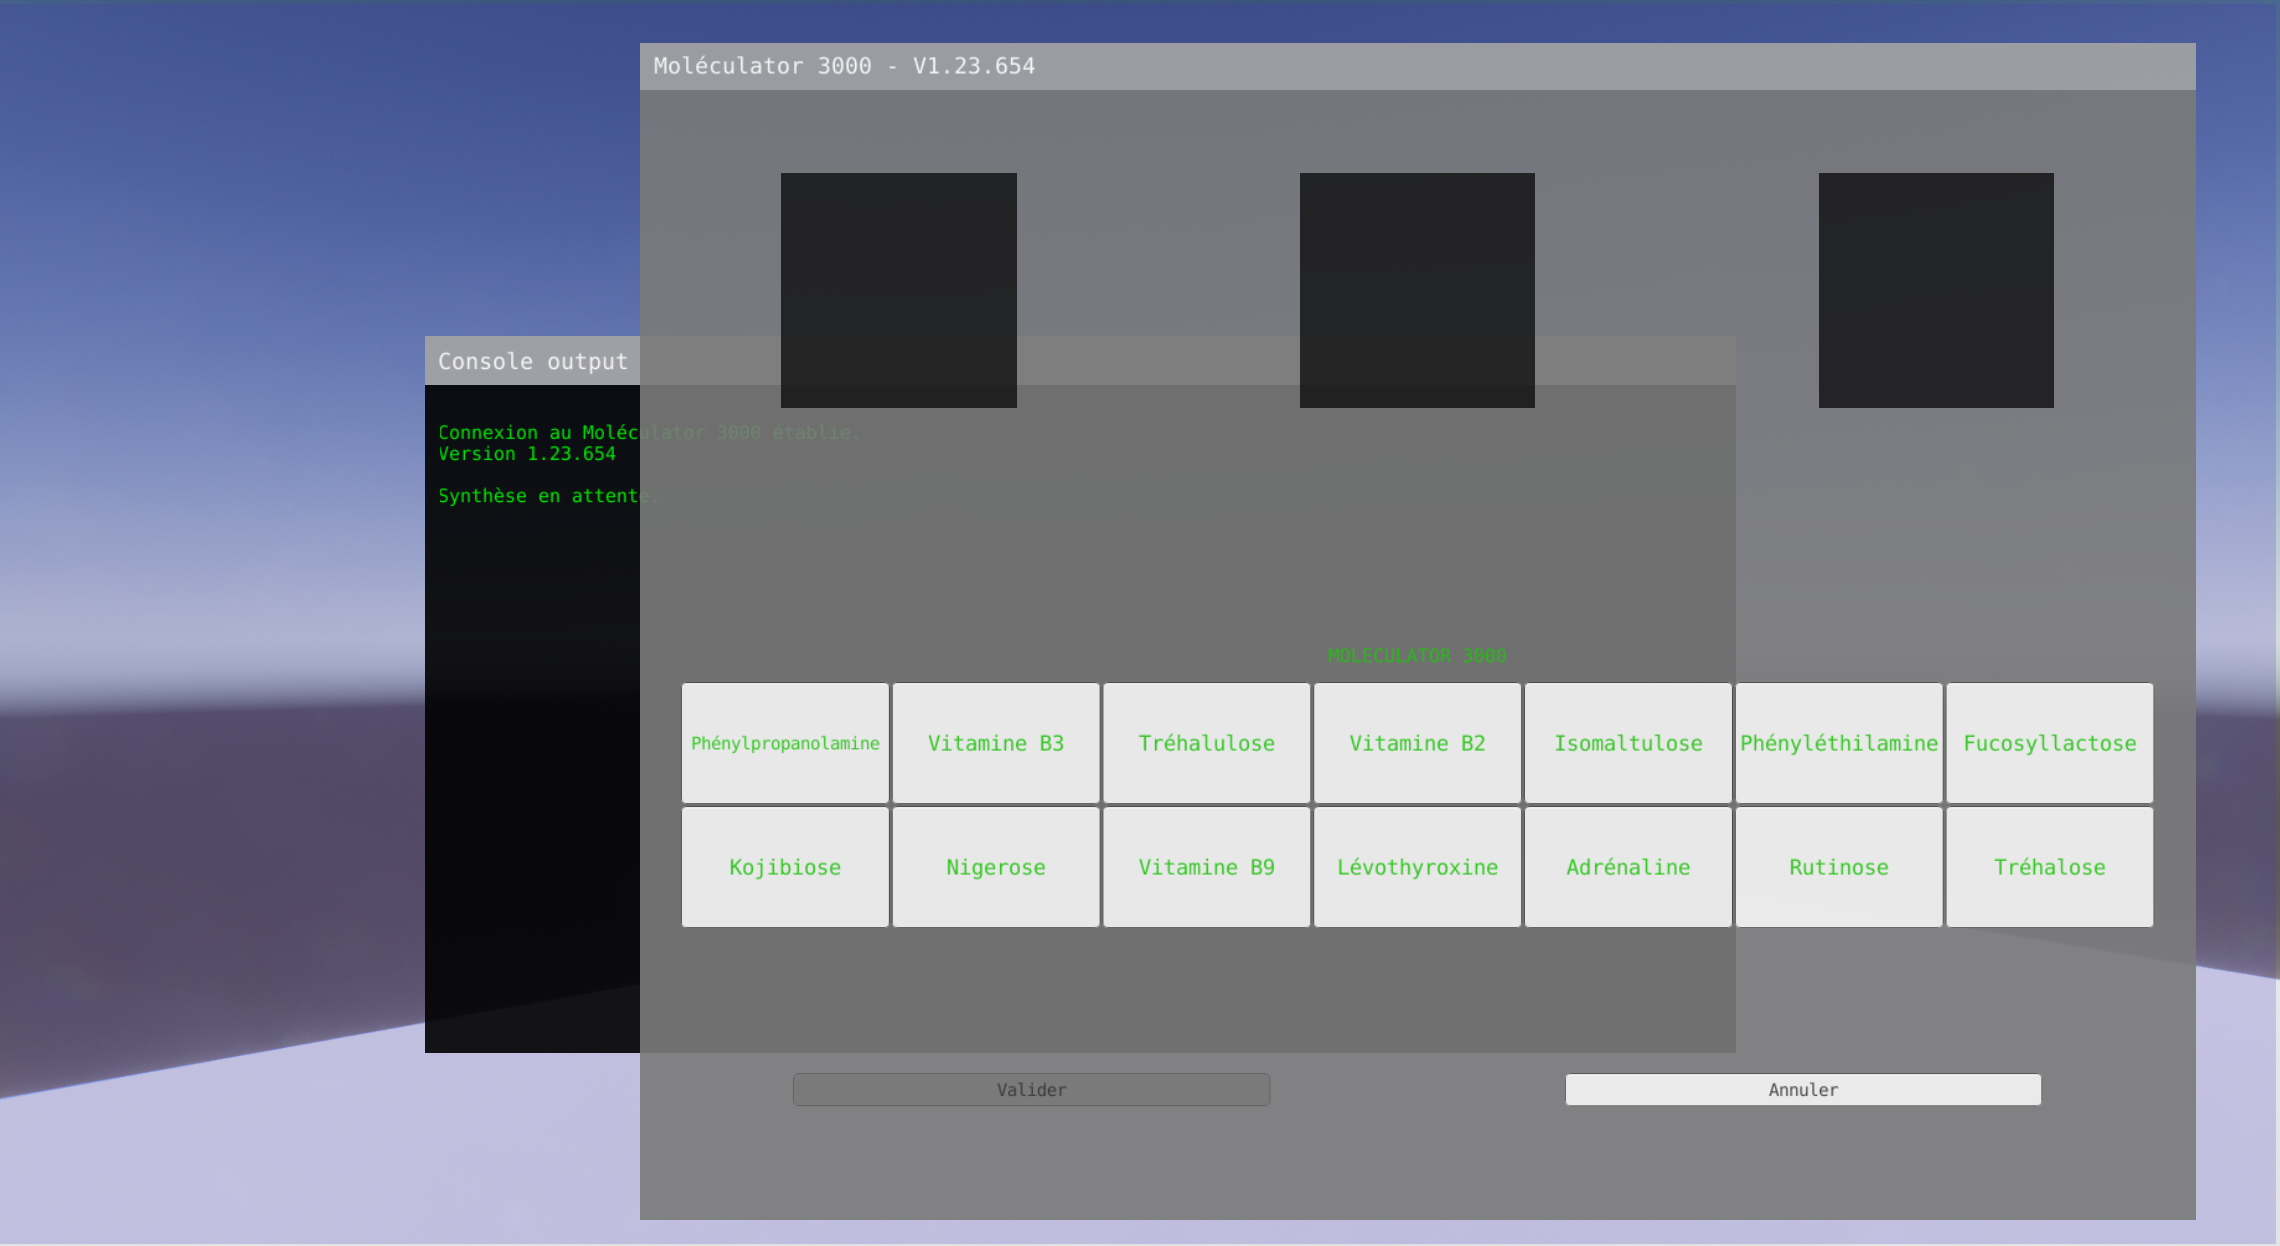 Moléculator 3000 - V1.23.654
Console output
Connexion au Moléculator 3000 établie.
Version 1.23.654
Synthèse en attente.
MOLECULATOR 3000
Phénylpropanolamine
Vitamine B3
Tréhalulose
Vitamine B2
Isomaltulose
Phényléthilamine
Fucosyllactose
Kojibiose
Nigerose
Vitamine B9
Lévothyroxine
Adrénaline
Rutinose
Tréhalose
Valider
Annuler